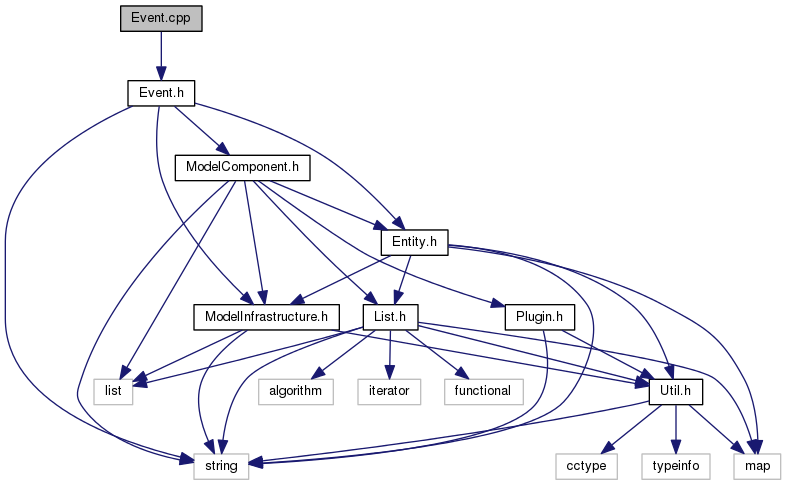 Event.cpp
Event.h
ModelComponent.h
Entity.h
ModelInfrastructure.h
List.h
Plugin.h
list
algorithm
iterator
functional
Util.h
string
cctype
typeinfo
map